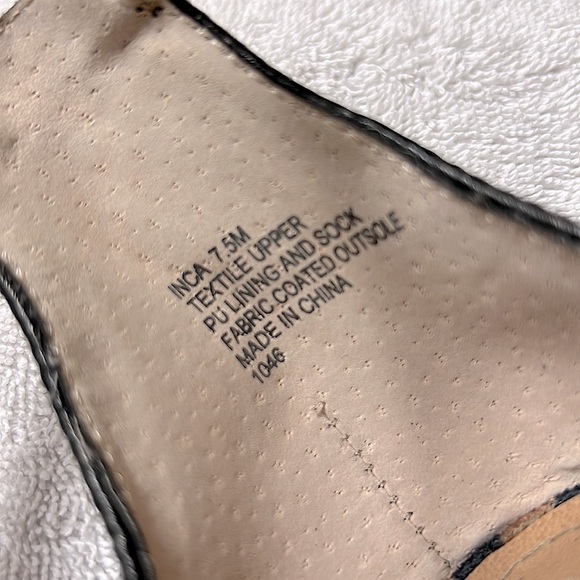 INCA 7.5M
TEXTILE UPPER
PU LINING AND SOCK
FABRIC COATED OUTSOLE
MADE IN CHINA
1046